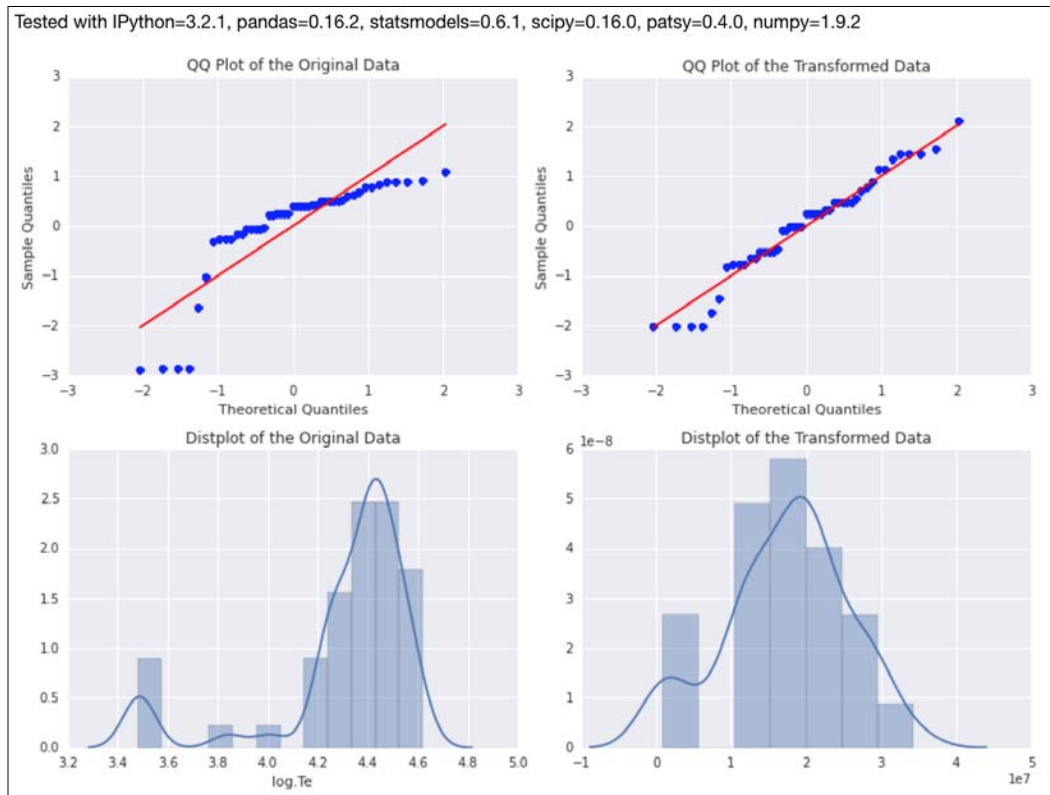 Tested with IPython=3.2.1, pandas=0.16.2, statsmodels=0.6.1, scipy=0.16.0, patsy=0.4.0, numpy=1.9.2
QQ Plot of the Original Data
3
2
1
0
−1
−2
−3
Sample Quantiles
−3 −2 −1 0 1 2 3
Theoretical Quantiles
QQ Plot of the Transformed Data
3
2
1
0
−1
−2
−3
Sample Quantiles
−3 −2 −1 0 1 2 3
Theoretical Quantiles
Distplot of the Original Data
3.0
2.5
2.0
1.5
1.0
0.5
0.0
3.2 3.4 3.6 3.8 4.0 4.2 4.4 4.6 4.8 5.0
log.Te
Distplot of the Transformed Data
1e−8
6
5
4
3
2
1
0
−1 0 1 2 3 4 5
1e7